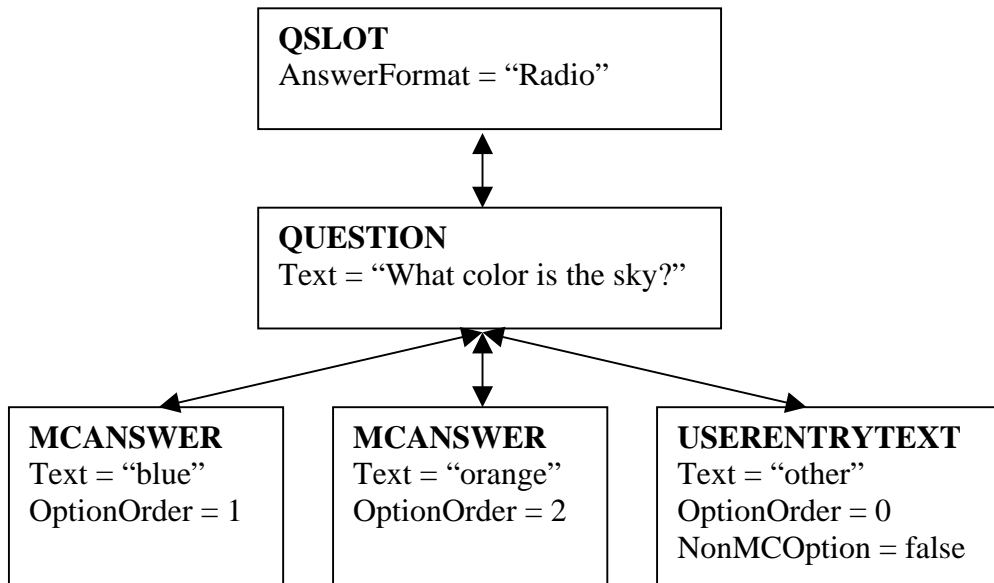 QSLOT
AnswerFormat = “Radio”
QUESTION
Text = “What color is the sky?”
MCANSWER
Text = “blue”
OptionOrder = 1
MCANSWER
Text = “orange”
OptionOrder = 2
USERENTRYTEXT
Text = “other”
OptionOrder = 0
NonMCOption = false